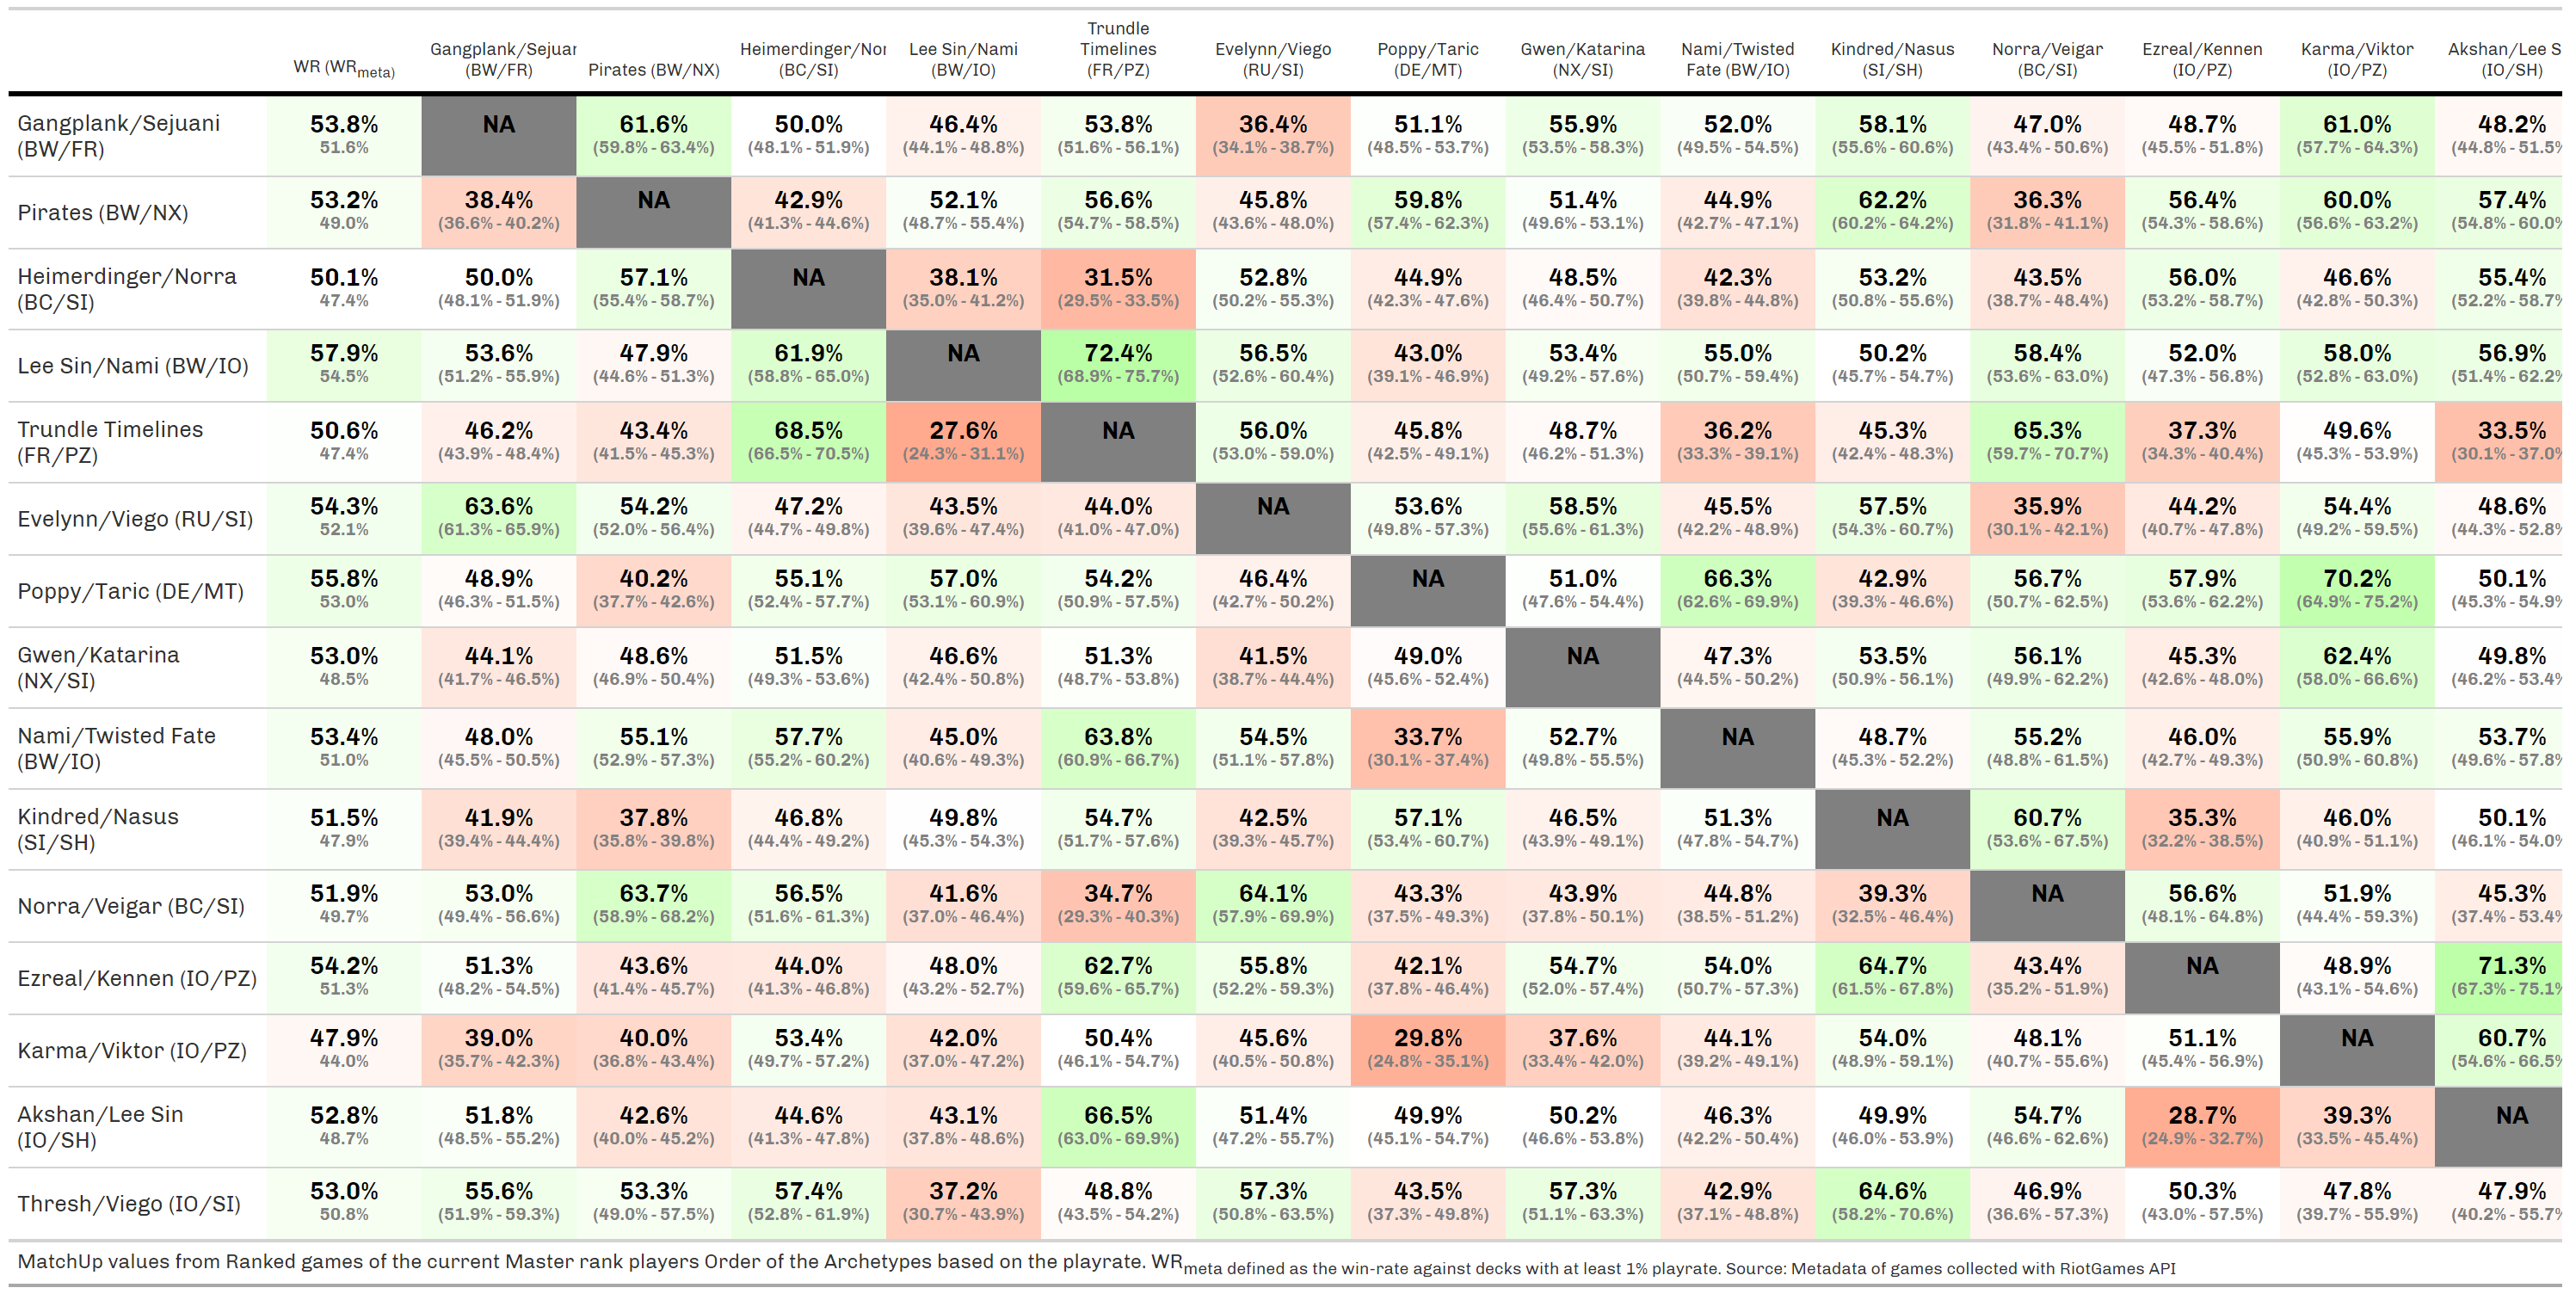 WR (WRmeta) Gangplank/Sejuar (BW/FR) Pirates (BW/NX) Heimerdinger/Nor (BC/SI) Lee Sin/Nami (BW/IO) Trundle Timelines (FR/PZ) Evelynn/Viego (RU/SI) Poppy/Taric (DE/MT) Gwen/Katarina (NX/SI) Nami/Twisted Fate (BW/IO) Kindred/Nasus (SI/SH) Norra/Veigar (BC/SI) Ezreal/Kennen (IO/PZ) Karma/Viktor (IO/PZ) Akshan/Lee S (IO/SH)
Gangplank/Sejuani 53.8% NA 61.6% 50.0% 46.4% 53.8% 36.4% 51.1% 55.9% 52.0% 58.1% 47.0% 48.7% 61.0% 48.2%
(BW/FR) 51.6% (59.8% - 63.4%) (48.1% - 51.9%) (44.1% - 48.8%) (51.6% - 56.1%) (34.1% - 38.7%) (48.5% - 53.7%) (53.5% - 58.3%) (49.5% - 54.5%) (55.6% - 60.6%) (43.4% - 50.6%) (45.5% - 51.8%) (57.7% - 64.3%) (44.8% - 51.5%
Pirates (BW/NX) 53.2% 38.4% NA 42.9% 52.1% 56.6% 45.8% 59.8% 51.4% 44.9% 62.2% 36.3% 56.4% 60.0% 57.4%
49.0% (36.6% - 40.2%) (41.3% - 44.6%) (48.7% - 55.4%) (54.7% - 58.5%) (43.6% - 48.0%) (57.4% - 62.3%) (49.6% - 53.1%) (42.7% - 47.1%) (60.2% - 64.2%) (31.8% - 41.1%) (54.3% - 58.6%) (56.6% - 63.2%) (54.8% - 60.0%
Heimerdinger/Norra 50.1% 50.0% 57.1% NA 38.1% 31.5% 52.8% 44.9% 48.5% 42.3% 53.2% 43.5% 56.0% 46.6% 55.4%
(BC/SI) 47.4% (48.1% - 51.9%) (55.4% - 58.7%) (35.0% - 41.2%) (29.5% - 33.5%) (50.2% - 55.3%) (42.3% - 47.6%) (46.4% - 50.7%) (39.8% - 44.8%) (50.8% - 55.6%) (38.7% - 48.4%) (53.2% - 58.7%) (42.8% - 50.3%) (52.2% - 58.7%
Lee Sin/Nami (BW/IO) 57.9% 53.6% 47.9% 61.9% NA 72.4% 56.5% 43.0% 53.4% 55.0% 50.2% 58.4% 52.0% 58.0% 56.9%
54.5% (51.2% - 55.9%) (44.6% - 51.3%) (58.8% - 65.0%) (68.9% - 75.7%) (52.6% - 60.4%) (39.1% - 46.9%) (49.2% - 57.6%) (50.7% - 59.4%) (45.7% - 54.7%) (53.6% - 63.0%) (47.3% - 56.8%) (52.8% - 63.0%) (51.4% - 62.2%
Trundle Timelines 50.6% 46.2% 43.4% 68.5% 27.6% NA 56.0% 45.8% 48.7% 36.2% 45.3% 65.3% 37.3% 49.6% 33.5%
(FR/PZ) 47.4% (43.9% - 48.4%) (41.5% - 45.3%) (66.5% - 70.5%) (24.3% - 31.1%) (53.0% - 59.0%) (42.5% - 49.1%) (46.2% - 51.3%) (33.3% - 39.1%) (42.4% - 48.3%) (59.7% - 70.7%) (34.3% - 40.4%) (45.3% - 53.9%) (30.1% - 37.0%
Evelynn/Viego (RU/SI) 54.3% 63.6% 54.2% 47.2% 43.5% 44.0% NA 53.6% 58.5% 45.5% 57.5% 35.9% 44.2% 54.4% 48.6%
52.1% (61.3% - 65.9%) (52.0% - 56.4%) (44.7% - 49.8%) (39.6% - 47.4%) (41.0% - 47.0%) (49.8% - 57.3%) (55.6% - 61.3%) (42.2% - 48.9%) (54.3% - 60.7%) (30.1% - 42.1%) (40.7% - 47.8%) (49.2% - 59.5%) (44.3% - 52.8%
Poppy/Taric (DE/MT) 55.8% 48.9% 40.2% 55.1% 57.0% 54.2% 46.4% NA 51.0% 66.3% 42.9% 56.7% 57.9% 70.2% 50.1%
53.0% (46.3% - 51.5%) (37.7% - 42.6%) (52.4% - 57.7%) (53.1% - 60.9%) (50.9% - 57.5%) (42.7% - 50.2%) (47.6% - 54.4%) (62.6% - 69.9%) (39.3% - 46.6%) (50.7% - 62.5%) (53.6% - 62.2%) (64.9% - 75.2%) (45.3% - 54.9%
Gwen/Katarina 53.0% 44.1% 48.6% 51.5% 46.6% 51.3% 41.5% 49.0% NA 47.3% 53.5% 56.1% 45.3% 62.4% 49.8%
(NX/SI) 48.5% (41.7% - 46.5%) (46.9% - 50.4%) (49.3% - 53.6%) (42.4% - 50.8%) (48.7% - 53.8%) (38.7% - 44.4%) (45.6% - 52.4%) (44.5% - 50.2%) (50.9% - 56.1%) (49.9% - 62.2%) (42.6% - 48.0%) (58.0% - 66.6%) (46.2% - 53.4%
Nami/Twisted Fate 53.4% 48.0% 55.1% 57.7% 45.0% 63.8% 54.5% 33.7% 52.7% NA 48.7% 55.2% 46.0% 55.9% 53.7%
(BW/IO) 51.0% (45.5% - 50.5%) (52.9% - 57.3%) (55.2% - 60.2%) (40.6% - 49.3%) (60.9% - 66.7%) (51.1% - 57.8%) (30.1% - 37.4%) (49.8% - 55.5%) (45.3% - 52.2%) (48.8% - 61.5%) (42.7% - 49.3%) (50.9% - 60.8%) (49.6% - 57.8%
Kindred/Nasus 51.5% 41.9% 37.8% 46.8% 49.8% 54.7% 42.5% 57.1% 46.5% 51.3% NA 60.7% 35.3% 46.0% 50.1%
(SI/SH) 47.9% (39.4% - 44.4%) (35.8% - 39.8%) (44.4% - 49.2%) (45.3% - 54.3%) (51.7% - 57.6%) (39.3% - 45.7%) (53.4% - 60.7%) (43.9% - 49.1%) (47.8% - 54.7%) (53.6% - 67.5%) (32.2% - 38.5%) (40.9% - 51.1%) (46.1% - 54.0%
Norra/Veigar (BC/SI) 51.9% 53.0% 63.7% 56.5% 41.6% 34.7% 64.1% 43.3% 43.9% 44.8% 39.3% NA 56.6% 51.9% 45.3%
49.7% (49.4% - 56.6%) (58.9% - 68.2%) (51.6% - 61.3%) (37.0% - 46.4%) (29.3% - 40.3%) (57.9% - 69.9%) (37.5% - 49.3%) (37.8% - 50.1%) (38.5% - 51.2%) (32.5% - 46.4%) (48.1% - 64.8%) (44.4% - 59.3%) (37.4% - 53.4%
Ezreal/Kennen (IO/PZ) 54.2% 51.3% 43.6% 44.0% 48.0% 62.7% 55.8% 42.1% 54.7% 54.0% 64.7% 43.4% NA 48.9% 71.3%
51.3% (48.2% - 54.5%) (41.4% - 45.7%) (41.3% - 46.8%) (43.2% - 52.7%) (59.6% - 65.7%) (52.2% - 59.3%) (37.8% - 46.4%) (52.0% - 57.4%) (50.7% - 57.3%) (61.5% - 67.8%) (35.2% - 51.9%) (43.1% - 54.6%) (67.3% - 75.1%
Karma/Viktor (IO/PZ) 47.9% 39.0% 40.0% 53.4% 42.0% 50.4% 45.6% 29.8% 37.6% 44.1% 54.0% 48.1% 51.1% NA 60.7%
44.0% (35.7% - 42.3%) (36.8% - 43.4%) (49.7% - 57.2%) (37.0% - 47.2%) (46.1% - 54.7%) (40.5% - 50.8%) (24.8% - 35.1%) (33.4% - 42.0%) (39.2% - 49.1%) (48.9% - 59.1%) (40.7% - 55.6%) (45.4% - 56.9%) (54.6% - 66.5%
Akshan/Lee Sin 52.8% 51.8% 42.6% 44.6% 43.1% 66.5% 51.4% 49.9% 50.2% 46.3% 49.9% 54.7% 28.7% 39.3% NA
(IO/SH) 48.7% (48.5% - 55.2%) (40.0% - 45.2%) (41.3% - 47.8%) (37.8% - 48.6%) (63.0% - 69.9%) (47.2% - 55.7%) (45.1% - 54.7%) (46.6% - 53.8%) (42.2% - 50.4%) (46.0% - 53.9%) (46.6% - 62.6%) (24.9% - 32.7%) (33.5% - 45.4%)
Thresh/Viego (IO/SI) 53.0% 55.6% 53.3% 57.4% 37.2% 48.8% 57.3% 43.5% 57.3% 42.9% 64.6% 46.9% 50.3% 47.8% 47.9%
50.8% (51.9% - 59.3%) (49.0% - 57.5%) (52.8% - 61.9%) (30.7% - 43.9%) (43.5% - 54.2%) (50.8% - 63.5%) (37.3% - 49.8%) (51.1% - 63.3%) (37.1% - 48.8%) (58.2% - 70.6%) (36.6% - 57.3%) (43.0% - 57.5%) (39.7% - 55.9%) (40.2% - 55.7%
MatchUp values from Ranked games of the current Master rank players Order of the Archetypes based on the playrate. WRmeta defined as the win-rate against decks with at least 1% playrate. Source: Metadata of games collected with RiotGames API